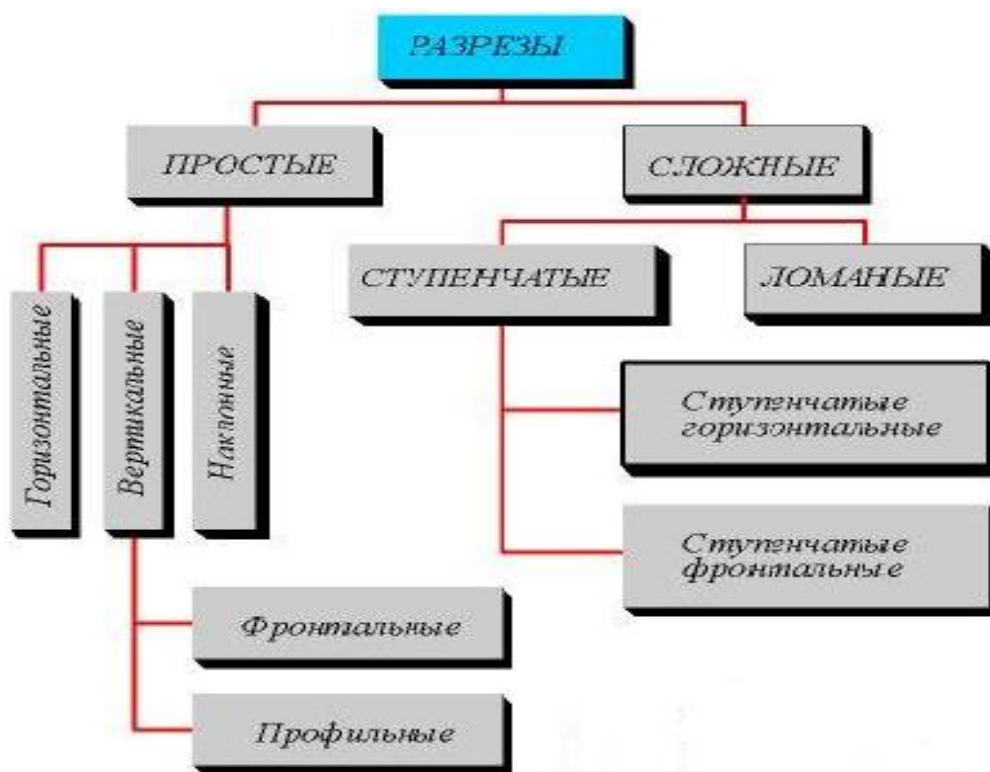 РАЗРЕЗЫ
ПРОСТЫЕ
СЛОЖНЫЕ
СТУПЕНЧАТЫЕ
ЛОМАНЫЕ
Горизонтальные
Вертикальные
Наклонные
Ступенчатые
горизонтальные
Ступенчатые
фронтальные
Фронтальные
Профильные